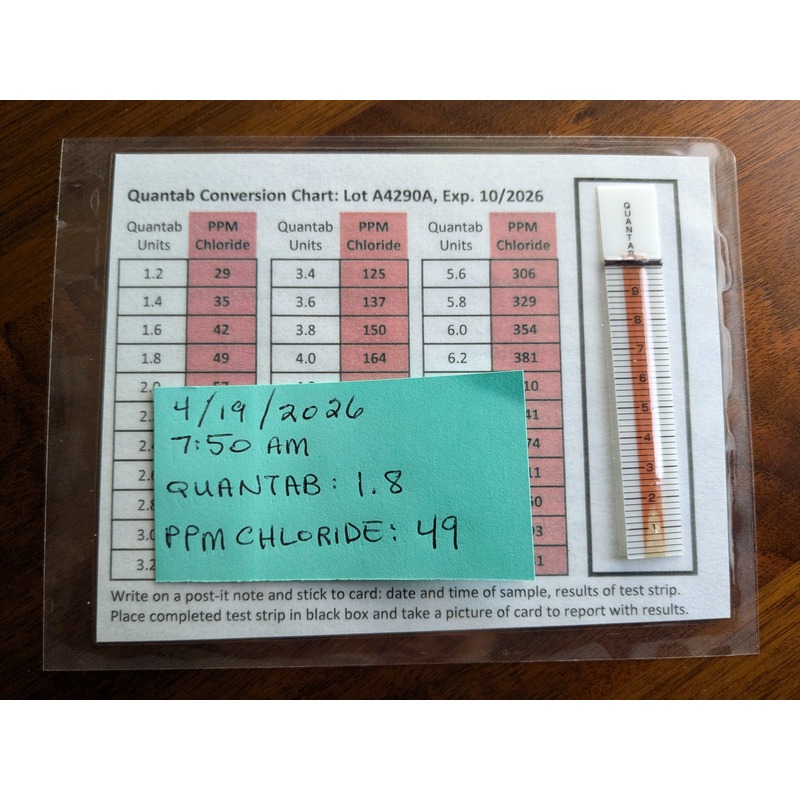 Quantab Conversion Chart: Lot A4290A, Exp. 10/2026
Quantab Units PPM Chloride Quantab Units PPM Chloride Quantab Units PPM Chloride
1.2 29 3.4 125 5.6 306
1.4 35 3.6 137 5.8 329
1.6 42 3.8 150 6.0 354
1.8 49 4.0 164 6.2 381
4/19/2026
7:50 AM
QUANTAB: 1.8
PPM CHLORIDE: 49
Write on a post-it note and stick to card: date and time of sample, results of test strip.
Place completed test strip in black box and take a picture of card to report with results.
QUANTAB
9
8
7
6
5
4
3
2
1